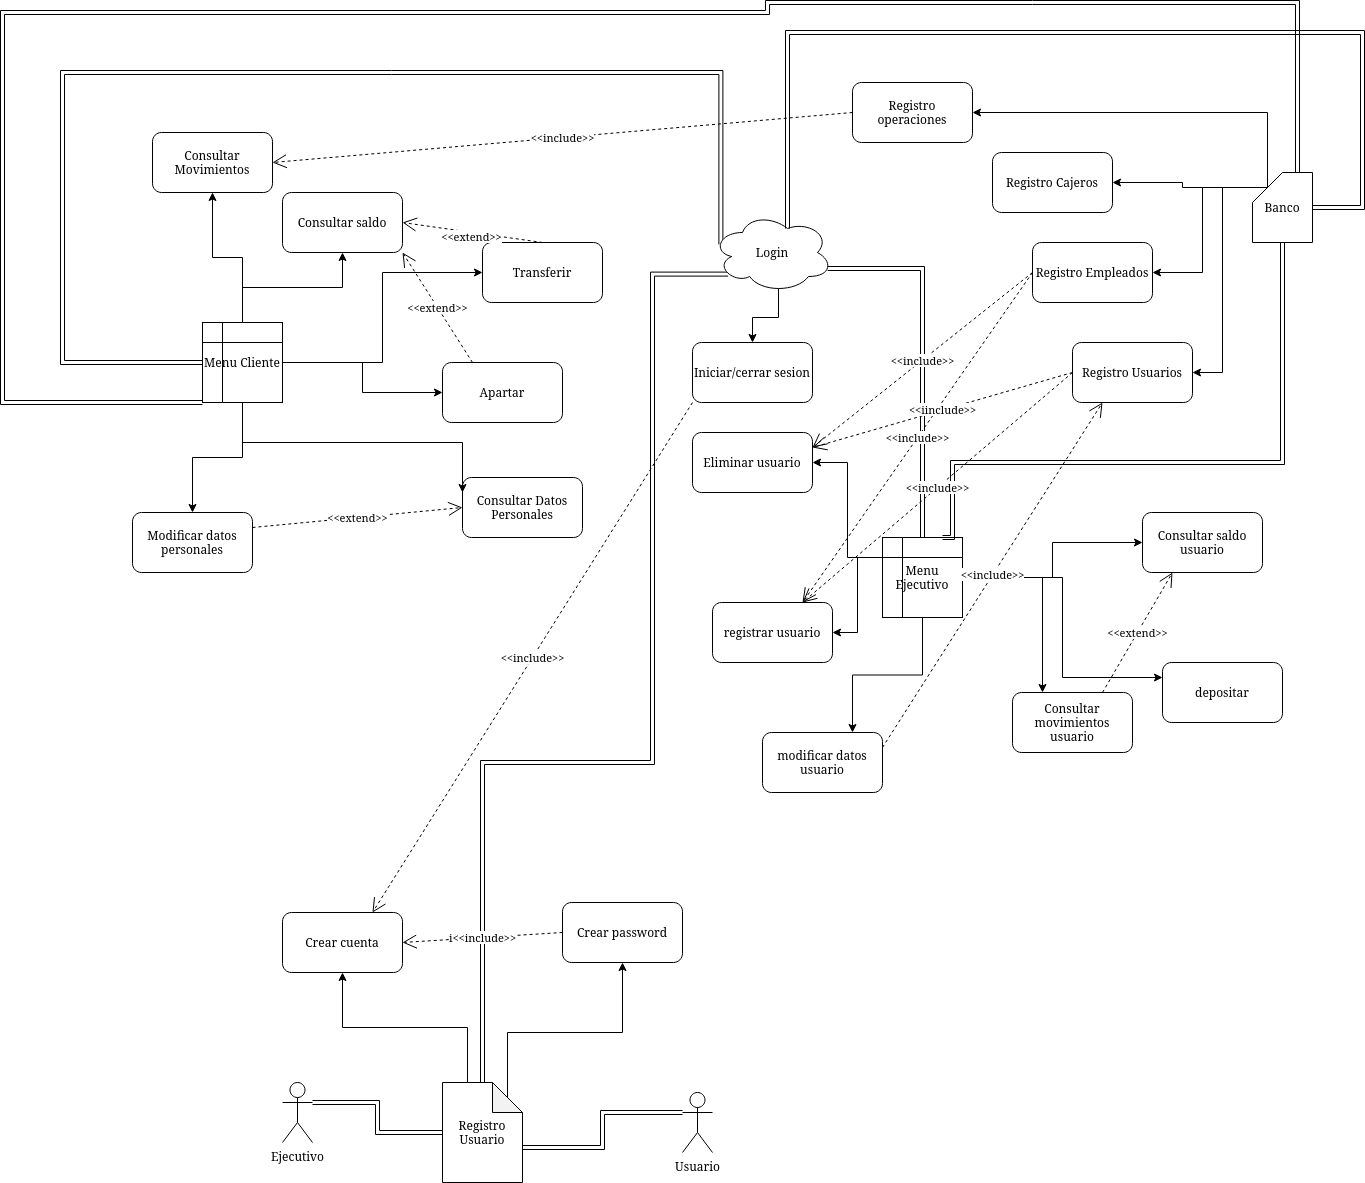 Registro
operaciones
<<include>>
Consultar
Movimientos
Registro Cajeros
Banco
Consultar saldo
<<extend>>
Login
Transferir
Registro Empleados
<<extend>>
Menu Cliente
<<include>>
Iniciar/cerrar sesion
Registro Usuarios
Apartar
<<iinclude>>
<<include>>
Eliminar usuario
<<include>>
Consultar Datos
Personales
<<extend>>
Modificar datos
personales
Consultar saldo
usuario
Menu
Ejecutivo
<<include>>
registrar usuario
<<extend>>
<<include>>
depositar
Consultar
movimientos
usuario
modificar datos
usuario
Crear cuenta
i<<include>>
Crear password
Registro
Usuario
Ejecutivo
Usuario